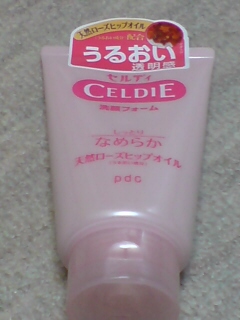 天然ローズヒップオイル
配合
うるおい
透明感
セルディ
CELDIE
洗顔フォーム
しっとり
なめらか
天然ローズヒップオイル
pdc